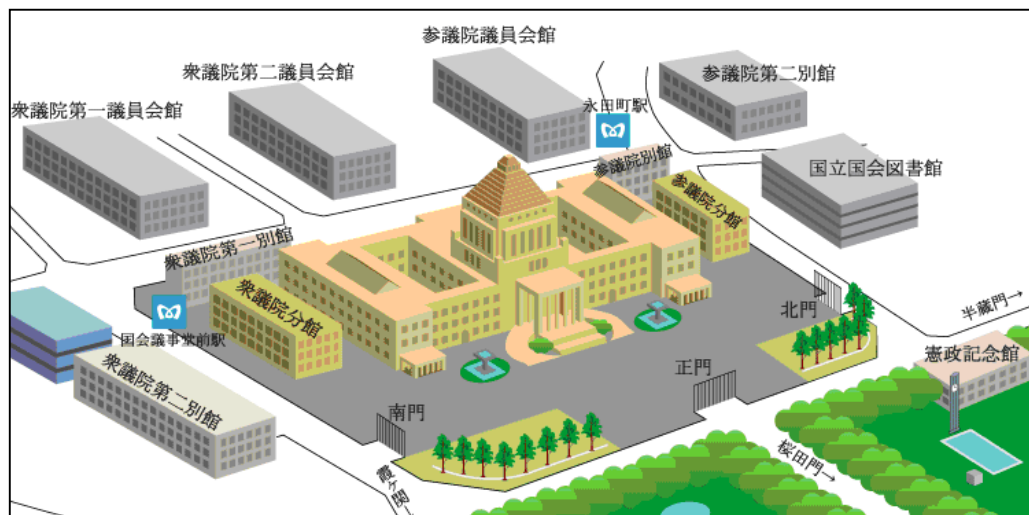 参議院議員会館
衆議院第二議員会館
参議院第二別館
衆議院第一議員会館
永田町駅
参議院別館
国立国会図書館
参議院分館
衆議院第一別館
衆議院分館
北門
半蔵門→
国会議事堂前駅
憲政記念館
衆議院第二別館
正門
南門
桜田門→
霞ヶ関→